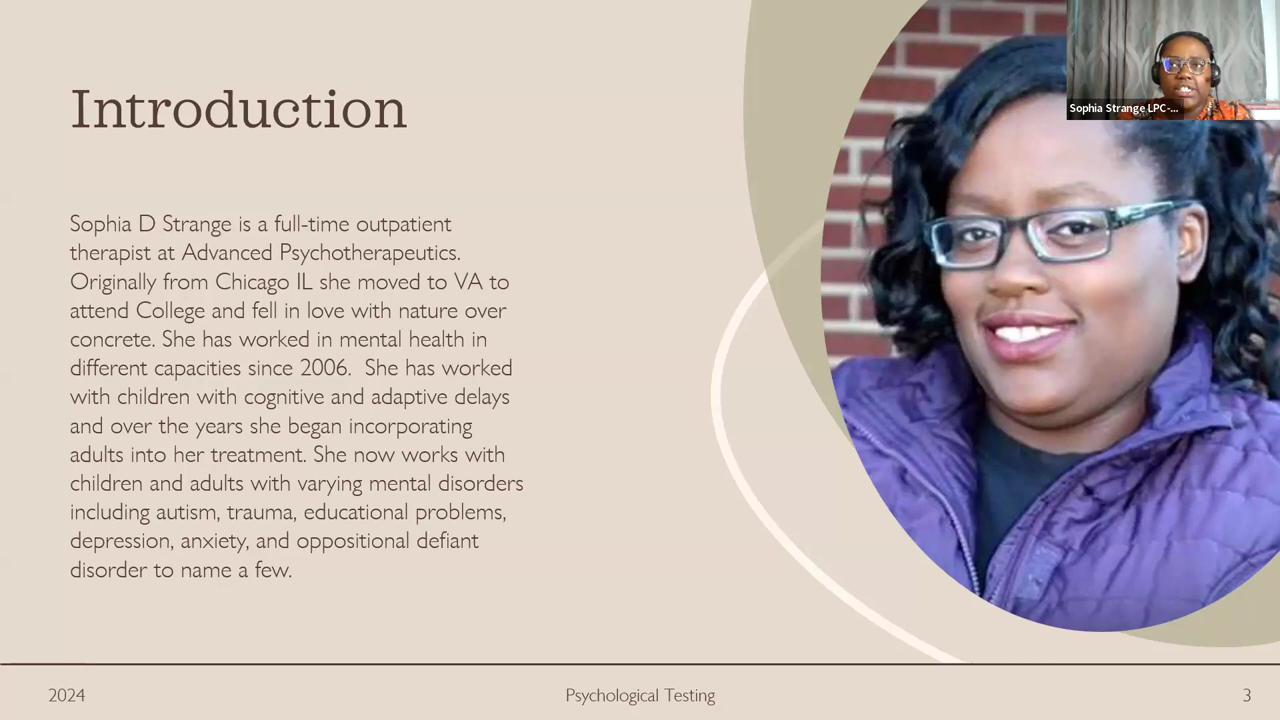 Sophia Strange LPC-...
Introduction
Sophia D Strange is a full-time outpatient
therapist at Advanced Psychotherapeutics.
Originally from Chicago IL she moved to VA to
attend College and fell in love with nature over
concrete. She has worked in mental health in
different capacities since 2006.  She has worked
with children with cognitive and adaptive delays
and over the years she began incorporating
adults into her treatment. She now works with
children and adults with varying mental disorders
including autism, trauma, educational problems,
depression, anxiety, and oppositional defiant
disorder to name a few.
2024
Psychological Testing
3